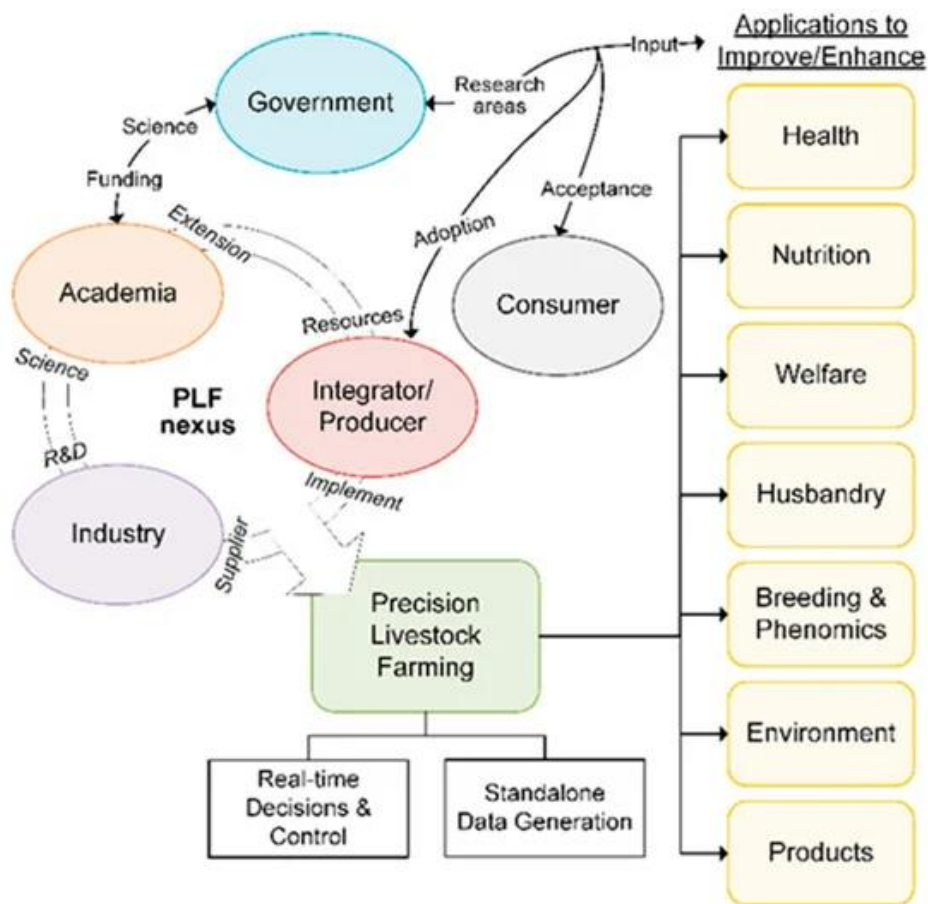 Applications to
Improve/Enhance
Input
Research
areas
Government
Science
Funding
Health
Acceptance
Extension
Adoption
Nutrition
Academia
Consumer
Resources
Science
Integrator/
Producer
PLF
nexus
Welfare
R&D
Implement
Industry
Supplier
Husbandry
Precision
Livestock
Farming
Breeding &
Phenomics
Environment
Real-time
Decisions &
Control
Standalone
Data Generation
Products